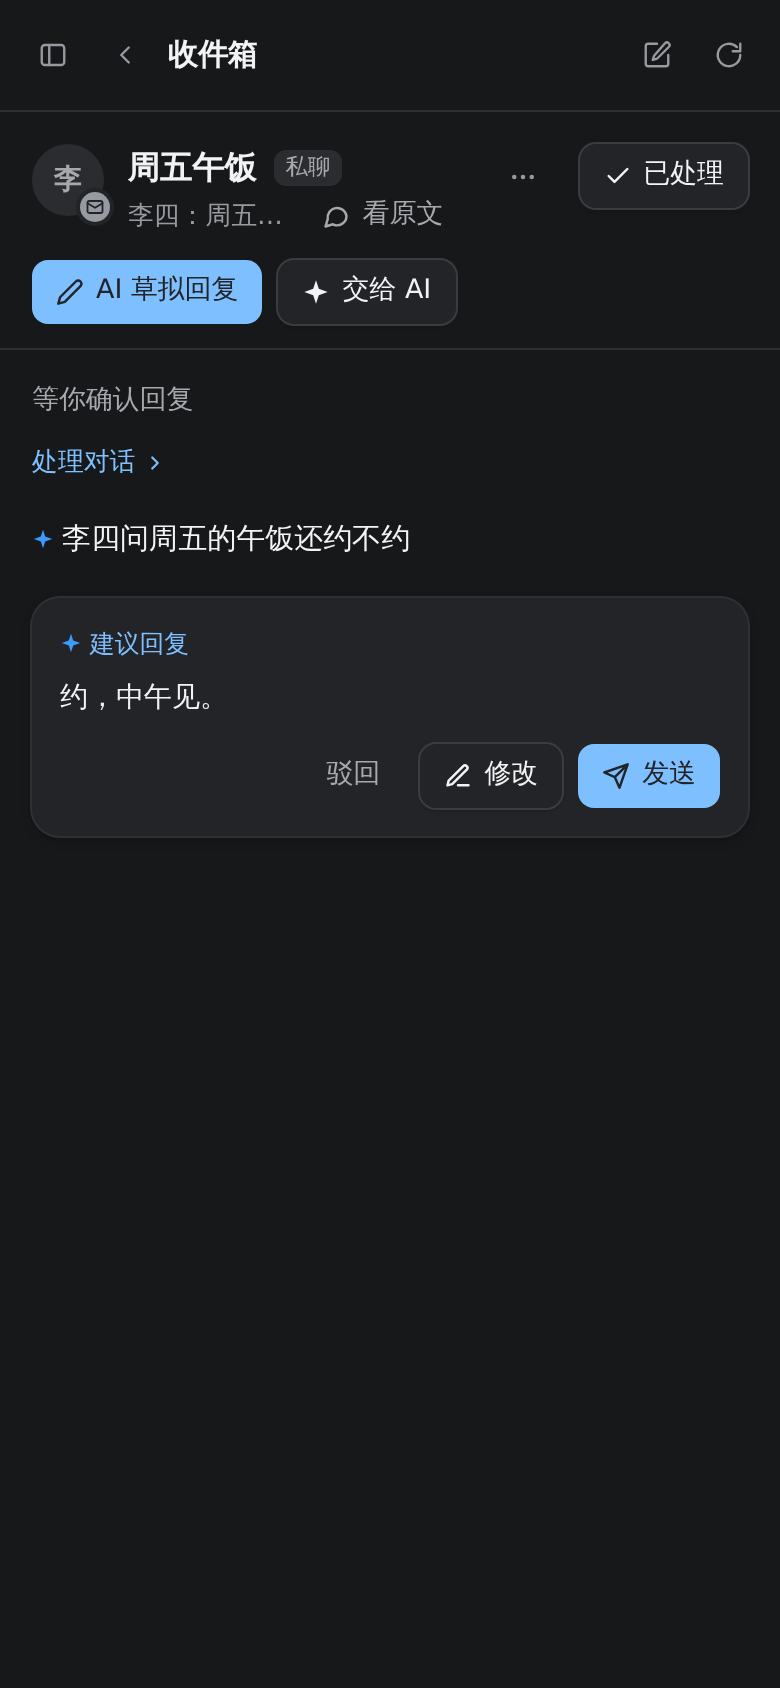 收件箱
李
周五午饭 私聊
已处理
李四：周五... 看原文
AI 草拟回复 交给 AI
等你确认回复
处理对话
李四问周五的午饭还约不约
建议回复
约，中午见。
驳回 修改 发送